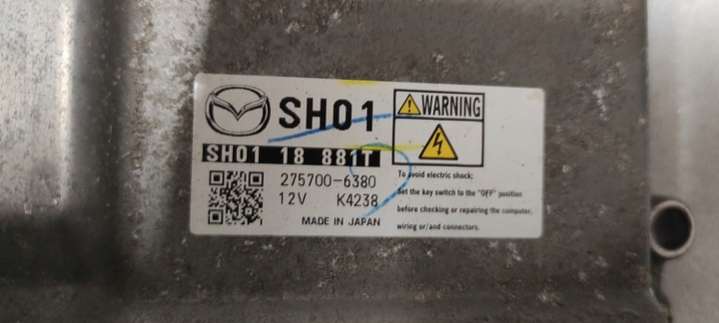 SH01
SH01 18 881T
275700-6380
12V K4238
MADE IN JAPAN
WARNING
To avoid electric shock;
Set the key switch to the "OFF" position
before checking or repairing the computer,
wiring or/and connectors.